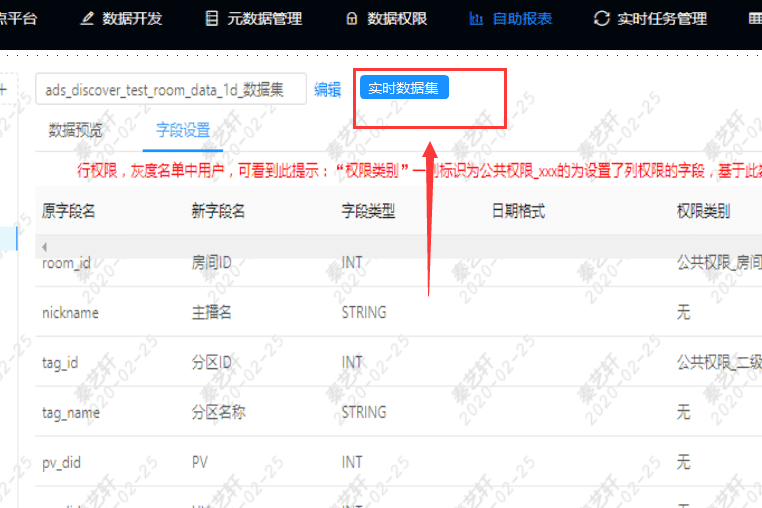 点平台 数据开发 元数据管理 数据权限 自助报表 实时任务管理
ads_discover_test_room_data_1d_数据集 编辑 实时数据集
数据预览 字段设置
行权限，灰度名单中用户，可看到此提示：“权限类别”一列标识为公共权限_xxx的为设置了列权限的字段，基于此数
原字段名 新字段名 字段类型 日期格式 权限类别
room_id 房间ID INT 公共权限_房间
nickname 主播名 STRING 无
tag_id 分区ID INT 公共权限_二级
tag_name 分区名称 STRING 无
pv_did PV INT 无
秦艺轩
2020-02-25